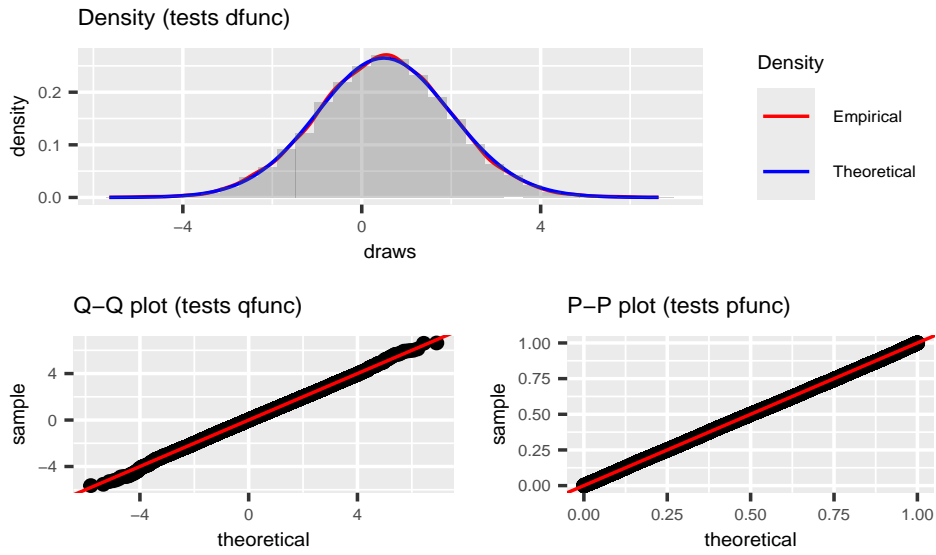 Density (tests dfunc)
density
0.2
0.1
0.0
−4
0
4
draws
Density
Empirical
Theoretical
Q−Q plot (tests qfunc)
sample
4
0
−4
−4
0
4
theoretical
P−P plot (tests pfunc)
sample
1.00
0.75
0.50
0.25
0.00
0.00
0.25
0.50
0.75
1.00
theoretical